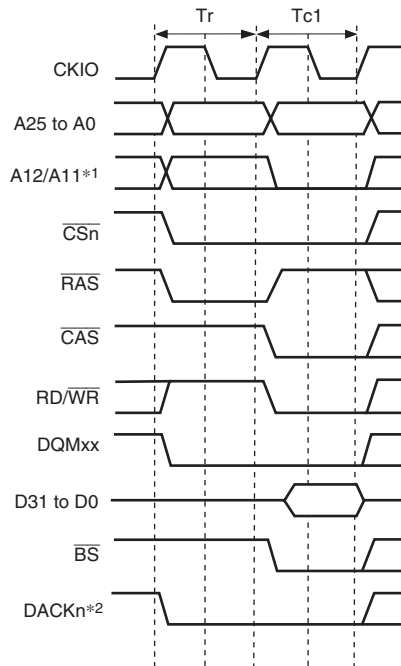 Tr Tc1
CKIO
A25 to A0
A12/A11*1
CSn
RAS
CAS
RD/WR
DQMxx
D31 to D0
BS
DACKn*2